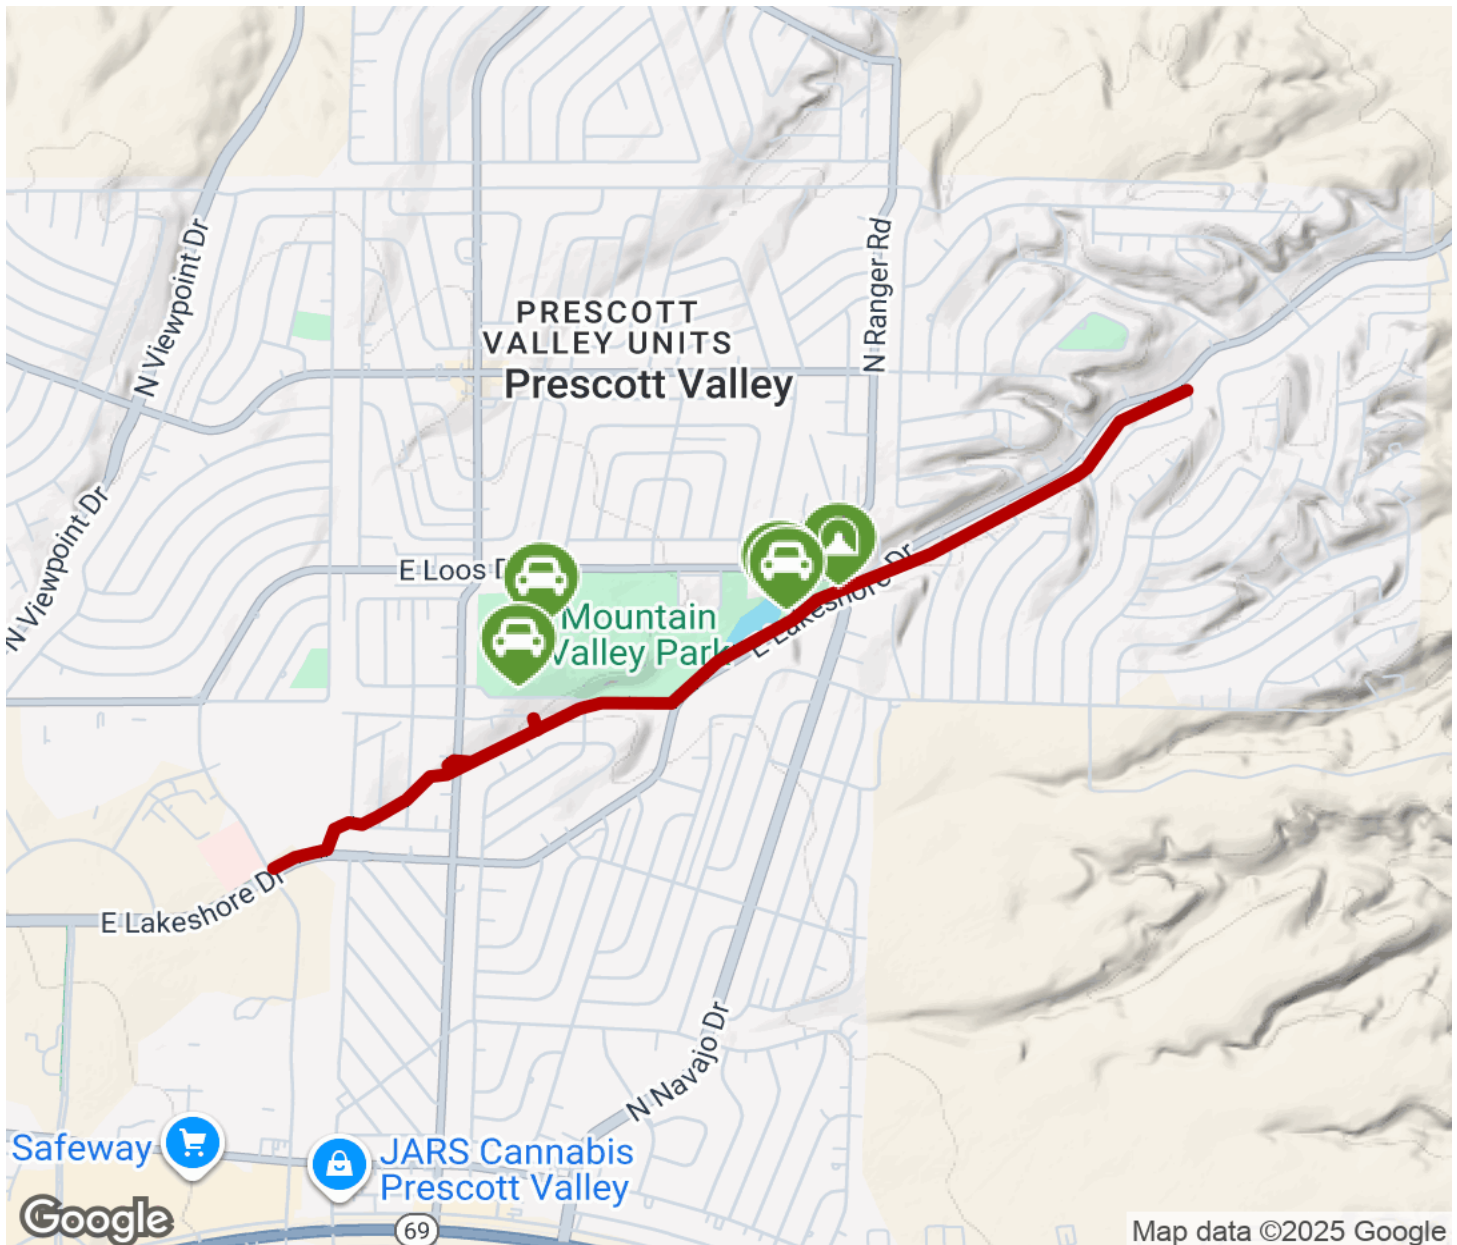 N Viewpoint Dr
N Ranger Rd
PRESCOTT
VALLEY UNITS
Prescott Valley
N Viewpoint Dr
E Loos D
E Lakeshore Dr
Mountain
Valley Park
E Lakeshore Dr
N Navajo Dr
Safeway
JARS Cannabis
Prescott Valley
69
Google
Map data ©2025 Google